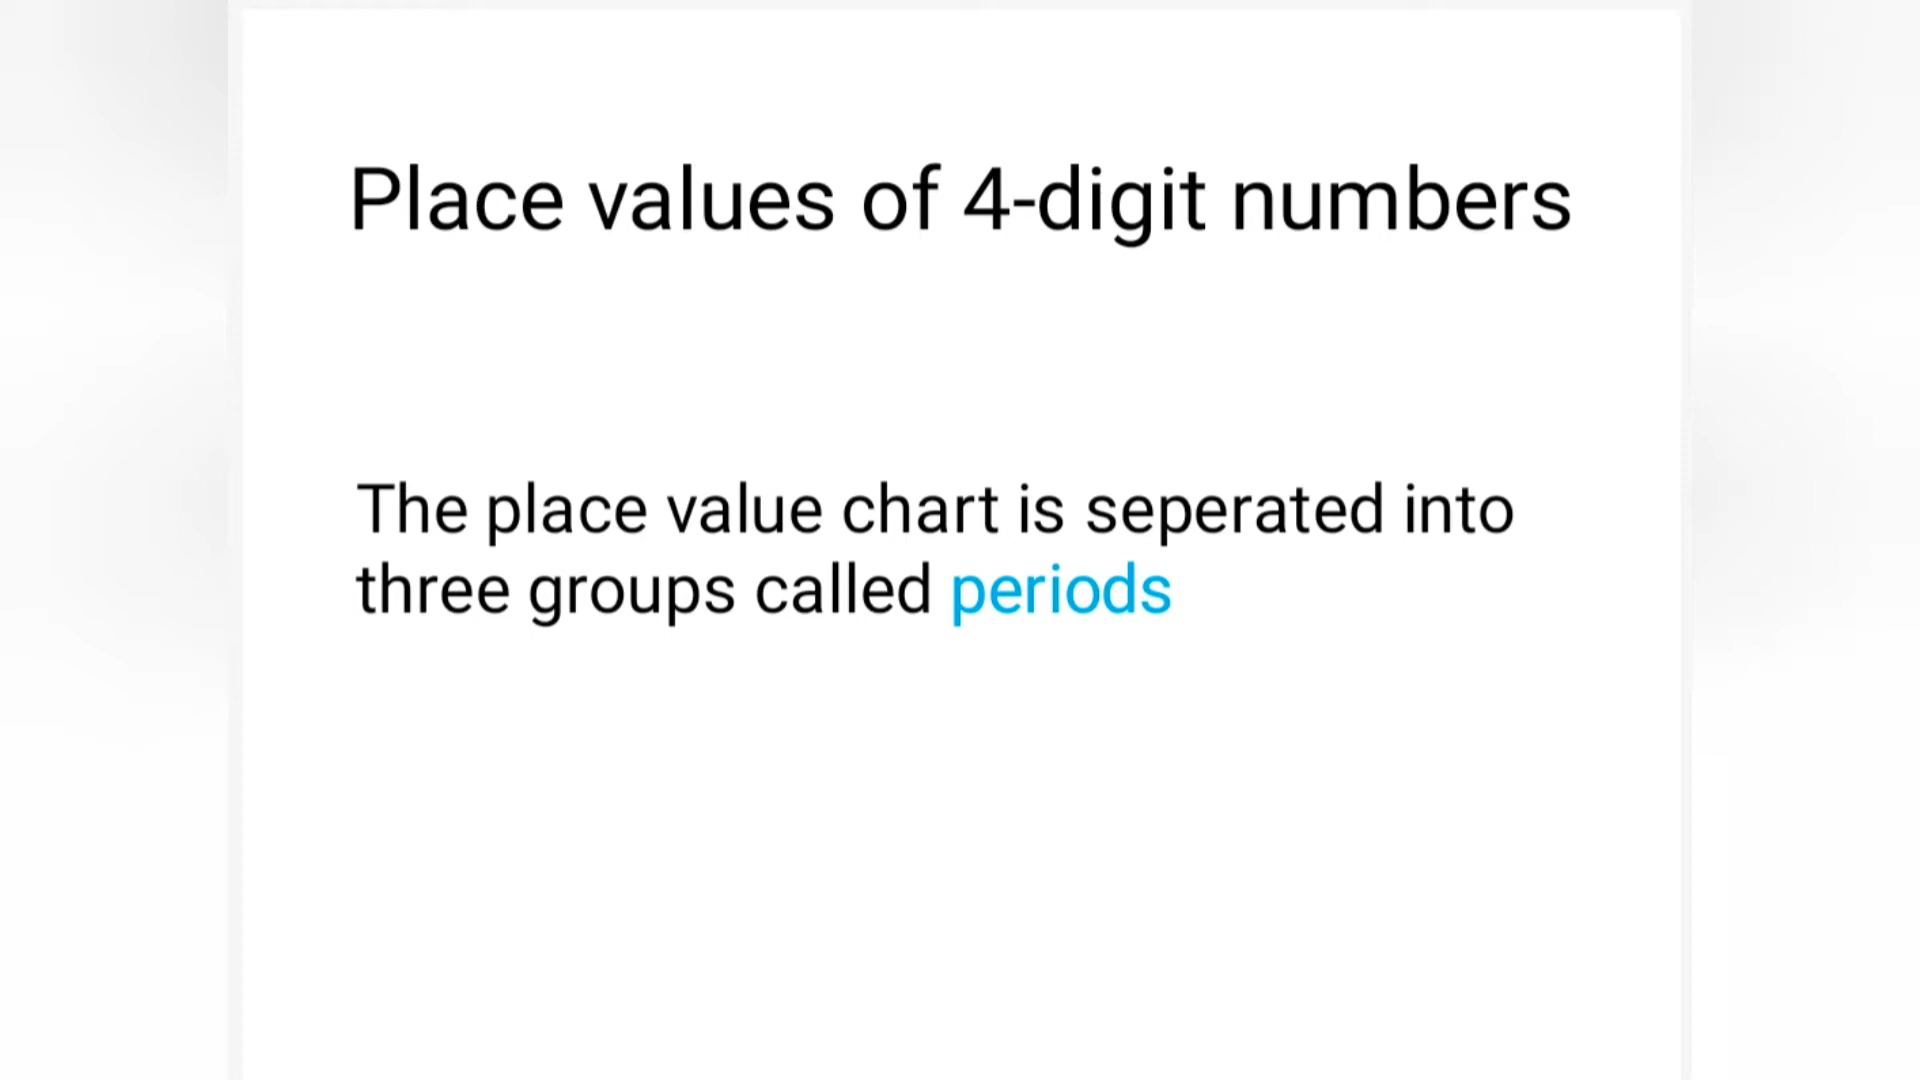 Place values of 4-digit numbers
The place value chart is seperated into
three groups called periods